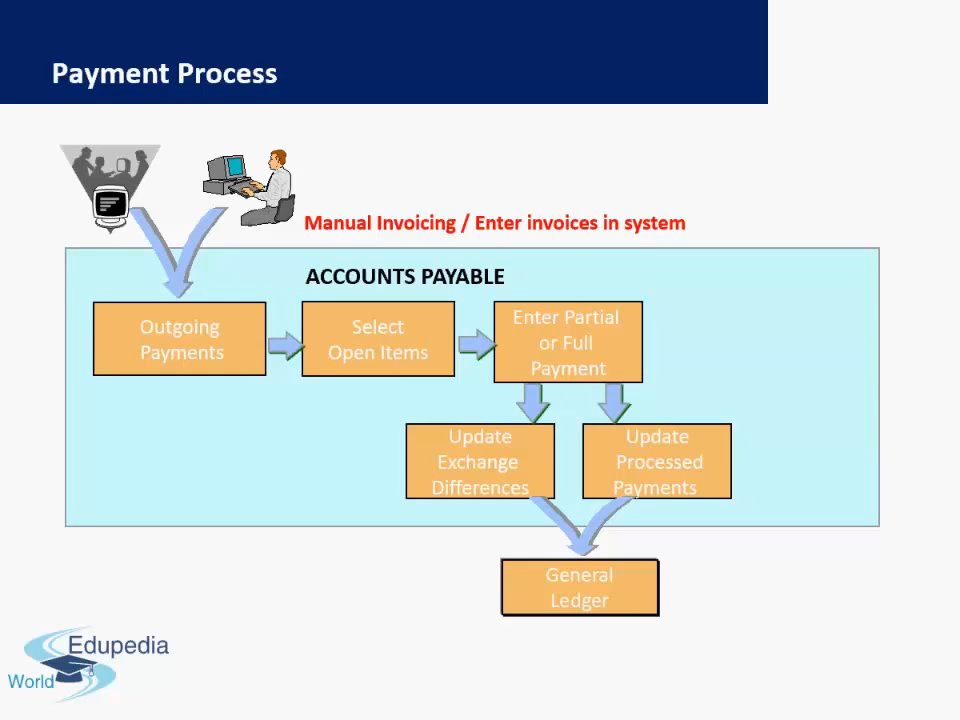 Payment Process
Manual Invoicing / Enter invoices in system
ACCOUNTS PAYABLE
Outgoing
Payments
Select
Open Items
Enter Partial
or Full
Payment
Update
Exchange
Differences
Update
Processed
Payments
General
Ledger
Edupedia
World